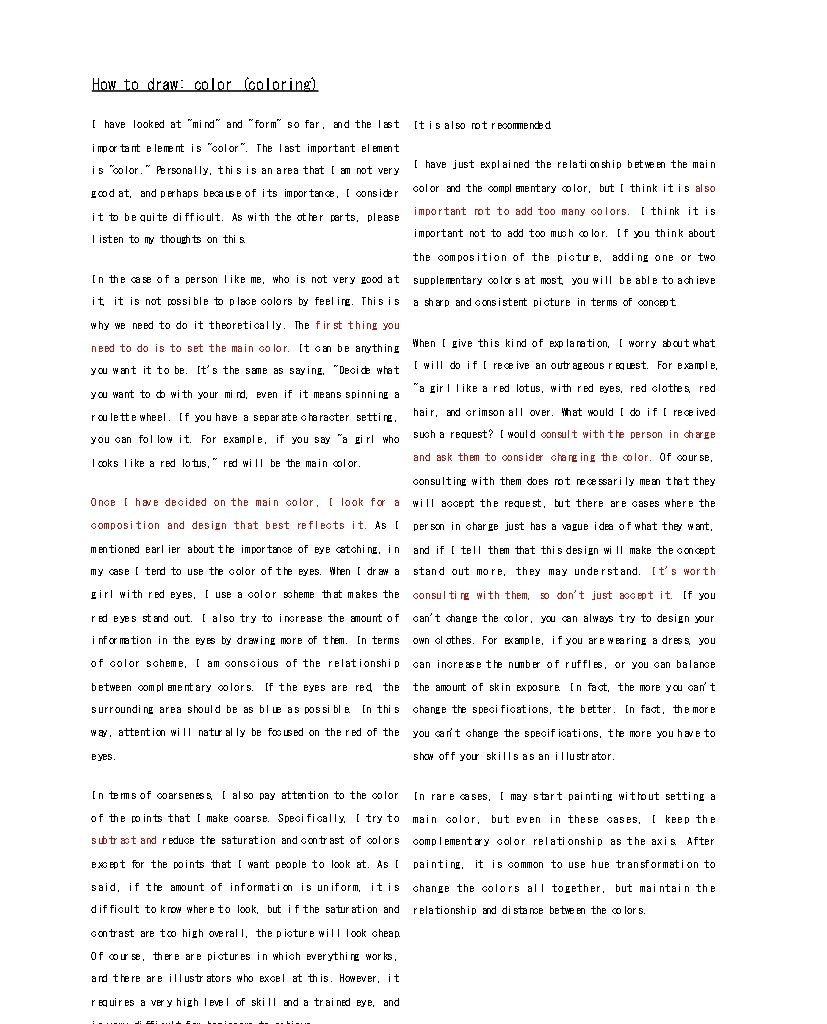 How to draw: color (coloring)
I have looked at "mind" and "form" so far, and the last
important element is "color". The last important element
is "color." Personally, this is an area that I am not very
good at, and perhaps because of its importance, I consider
it to be quite difficult. As with the other parts, please
listen to my thoughts on this.
In the case of a person like me, who is not very good at
it, it is not possible to place colors by feeling. This is
why we need to do it theoretically. The first thing you
need to do is to set the main color. It can be anything
you want it to be. It's the same as saying, "Decide what
you want to do with your mind, even if it means spinning a
roulette wheel. If you have a separate character setting,
you can follow it. For example, if you say "a girl who
looks like a red lotus," red will be the main color.
Once I have decided on the main color, I look for a
composition and design that best reflects it. As I
mentioned earlier about the importance of eye catching, in
my case I tend to use the color of the eyes. When I draw a
girl with red eyes, I use a color scheme that makes the
red eyes stand out. I also try to increase the amount of
information in the eyes by drawing more of them. In terms
of color scheme, I am conscious of the relationship
between complementary colors. If the eyes are red, the
surrounding area should be as blue as possible. In this
way, attention will naturally be focused on the red of the
eyes.
In terms of coarseness, I also pay attention to the color
of the points that I make coarse. Specifically, I try to
subtract and reduce the saturation and contrast of colors
except for the points that I want people to look at. As I
said, if the amount of information is uniform, it is
difficult to know where to look, but if the saturation and
contrast are too high overall, the picture will look cheap.
Of course, there are pictures in which everything works,
and there are illustrators who excel at this. However, it
requires a very high level of skill and a trained eye, and
It is also not recommended.
I have just explained the relationship between the main
color and the complementary color, but I think it is also
important not to add too many colors. I think it is
important not to add too much color. If you think about
the composition of the picture, adding one or two
supplementary colors at most, you will be able to achieve
a sharp and consistent picture in terms of concept.
When I give this kind of explanation, I worry about what
I will do if I receive an outrageous request. For example,
"a girl like a red lotus, with red eyes, red clothes, red
hair, and crimson all over. What would I do if I received
such a request? I would consult with the person in charge
and ask them to consider changing the color. Of course,
consulting with them does not necessarily mean that they
will accept the request, but there are cases where the
person in charge just has a vague idea of what they want,
and if I tell them that this design will make the concept
stand out more, they may understand. It's worth
consulting with them, so don't just accept it. If you
can't change the color, you can always try to design your
own clothes. For example, if you are wearing a dress, you
can increase the number of ruffles, or you can balance
the amount of skin exposure. In fact, the more you can't
change the specifications, the better. In fact, the more
you can't change the specifications, the more you have to
show off your skills as an illustrator.
In rare cases, I may start painting without setting a
main color, but even in these cases, I keep the
complementary color relationship as the axis. After
painting, it is common to use hue transformation to
change the colors all together, but maintain the
relationship and distance between the colors.